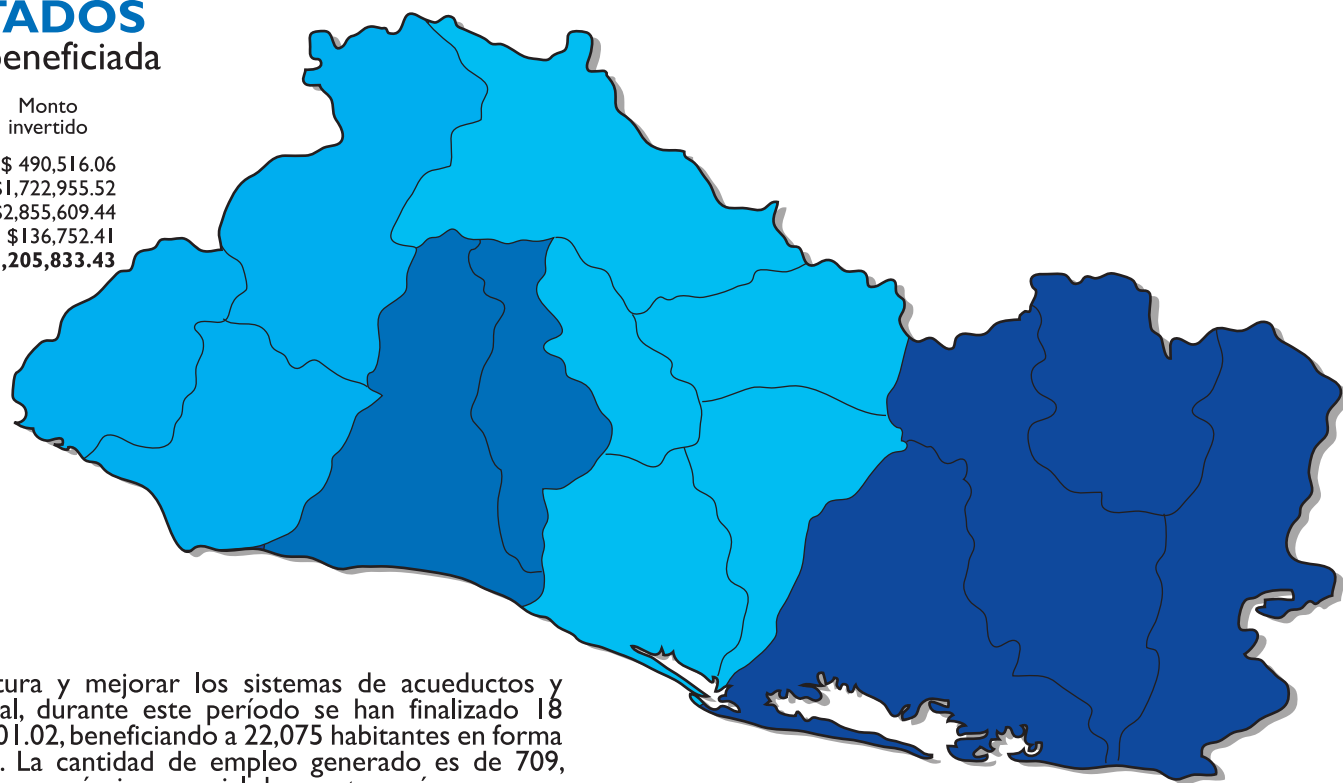 TADOS
beneficiada
Monto
invertido
$ 490,516.06
$1,722,955.52
$2,855,609.44
$136,752.41
,205,833.43
tura y mejorar los sistemas de acueductos y
al, durante este período se han finalizado 18
01.02, beneficiando a 22,075 habitantes en forma
. La cantidad de empleo generado es de 709,